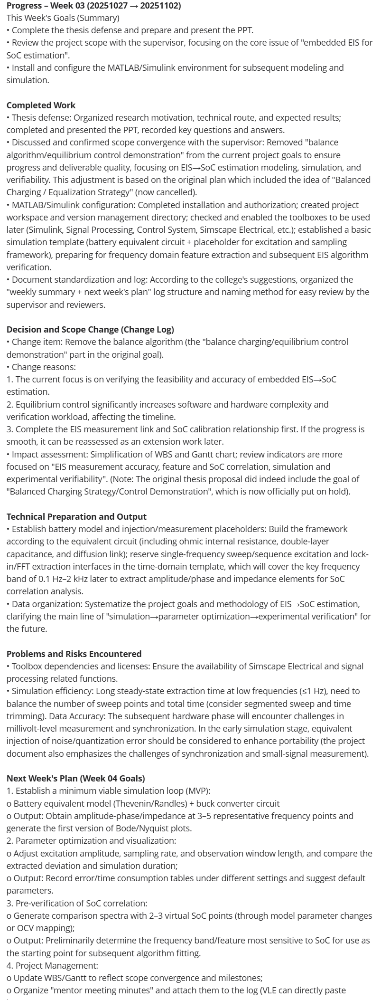 Progress – Week 03 (20251027 → 20251102)
This Week's Goals (Summary)
• Complete the thesis defense and prepare and present the PPT.
• Review the project scope with the supervisor, focusing on the core issue of "embedded EIS for
SoC estimation".
• Install and configure the MATLAB/Simulink environment for subsequent modeling and
simulation.
Completed Work
• Thesis defense: Organized research motivation, technical route, and expected results;
completed and presented the PPT, recorded key questions and answers.
• Discussed and confirmed scope convergence with the supervisor: Removed "balance
algorithm/equilibrium control demonstration" from the current project goals to ensure
progress and deliverable quality, focusing on EIS→SoC estimation modeling, simulation, and
verifiability. This adjustment is based on the original plan which included the idea of "Balanced
Charging / Equalization Strategy" (now cancelled).
• MATLAB/Simulink configuration: Completed installation and authorization; created project
workspace and version management directory; checked and enabled the toolboxes to be used
later (Simulink, Signal Processing, Control System, Simscape Electrical, etc.); established a basic
simulation template (battery equivalent circuit + placeholder for excitation and sampling
framework), preparing for frequency domain feature extraction and subsequent EIS algorithm
verification.
• Document standardization and log: According to the college's suggestions, organized the
"weekly summary + next week's plan" log structure and naming method for easy review by the
supervisor and reviewers.
Decision and Scope Change (Change Log)
• Change item: Remove the balance algorithm (the "balance charging/equilibrium control
demonstration" part in the original goal).
• Change reasons:
1. The current focus is on verifying the feasibility and accuracy of embedded EIS→SoC
estimation.
2. Equilibrium control significantly increases software and hardware complexity and
verification workload, affecting the timeline.
3. Complete the EIS measurement link and SoC calibration relationship first. If the progress is
smooth, it can be reassessed as an extension work later.
• Impact assessment: Simplification of WBS and Gantt chart; review indicators are more
focused on "EIS measurement accuracy, feature and SoC correlation, simulation and
experimental verifiability". (Note: The original thesis proposal did indeed include the goal of
"Balanced Charging Strategy/Control Demonstration", which is now officially put on hold).
Technical Preparation and Output
• Establish battery model and injection/measurement placeholders: Build the framework
according to the equivalent circuit (including ohmic internal resistance, double-layer
capacitance, and diffusion link); reserve single-frequency sweep/sequence excitation and lock-
in/FFT extraction interfaces in the time-domain template, which will cover the key frequency
band of 0.1 Hz–2 kHz later to extract amplitude/phase and impedance elements for SoC
correlation analysis.
• Data organization: Systematize the project goals and methodology of EIS→SoC estimation,
clarifying the main line of "simulation→parameter optimization→experimental verification" for
the future.
Problems and Risks Encountered
• Toolbox dependencies and licenses: Ensure the availability of Simscape Electrical and signal
processing related functions.
• Simulation efficiency: Long steady-state extraction time at low frequencies (≤1 Hz), need to
balance the number of sweep points and total time (consider segmented sweep and time
trimming). Data Accuracy: The subsequent hardware phase will encounter challenges in
millivolt-level measurement and synchronization. In the early simulation stage, equivalent
injection of noise/quantization error should be considered to enhance portability (the project
document also emphasizes the challenges of synchronization and small-signal measurement).
Next Week's Plan (Week 04 Goals)
1. Establish a minimum viable simulation loop (MVP):
o Battery equivalent model (Thevenin/Randles) + buck converter circuit
o Output: Obtain amplitude-phase/impedance at 3–5 representative frequency points and
generate the first version of Bode/Nyquist plots.
2. Parameter optimization and visualization:
o Adjust excitation amplitude, sampling rate, and observation window length, and compare the
extracted deviation and simulation duration;
o Output: Record error/time consumption tables under different settings and suggest default
parameters.
3. Pre-verification of SoC correlation:
o Generate comparison spectra with 2–3 virtual SoC points (through model parameter changes
or OCV mapping);
o Output: Preliminarily determine the frequency band/feature most sensitive to SoC for use as
the starting point for subsequent algorithm fitting.
4. Project Management:
o Update WBS/Gantt to reflect scope convergence and milestones;
o Organize "mentor meeting minutes" and attach them to the log (VLE can directly paste